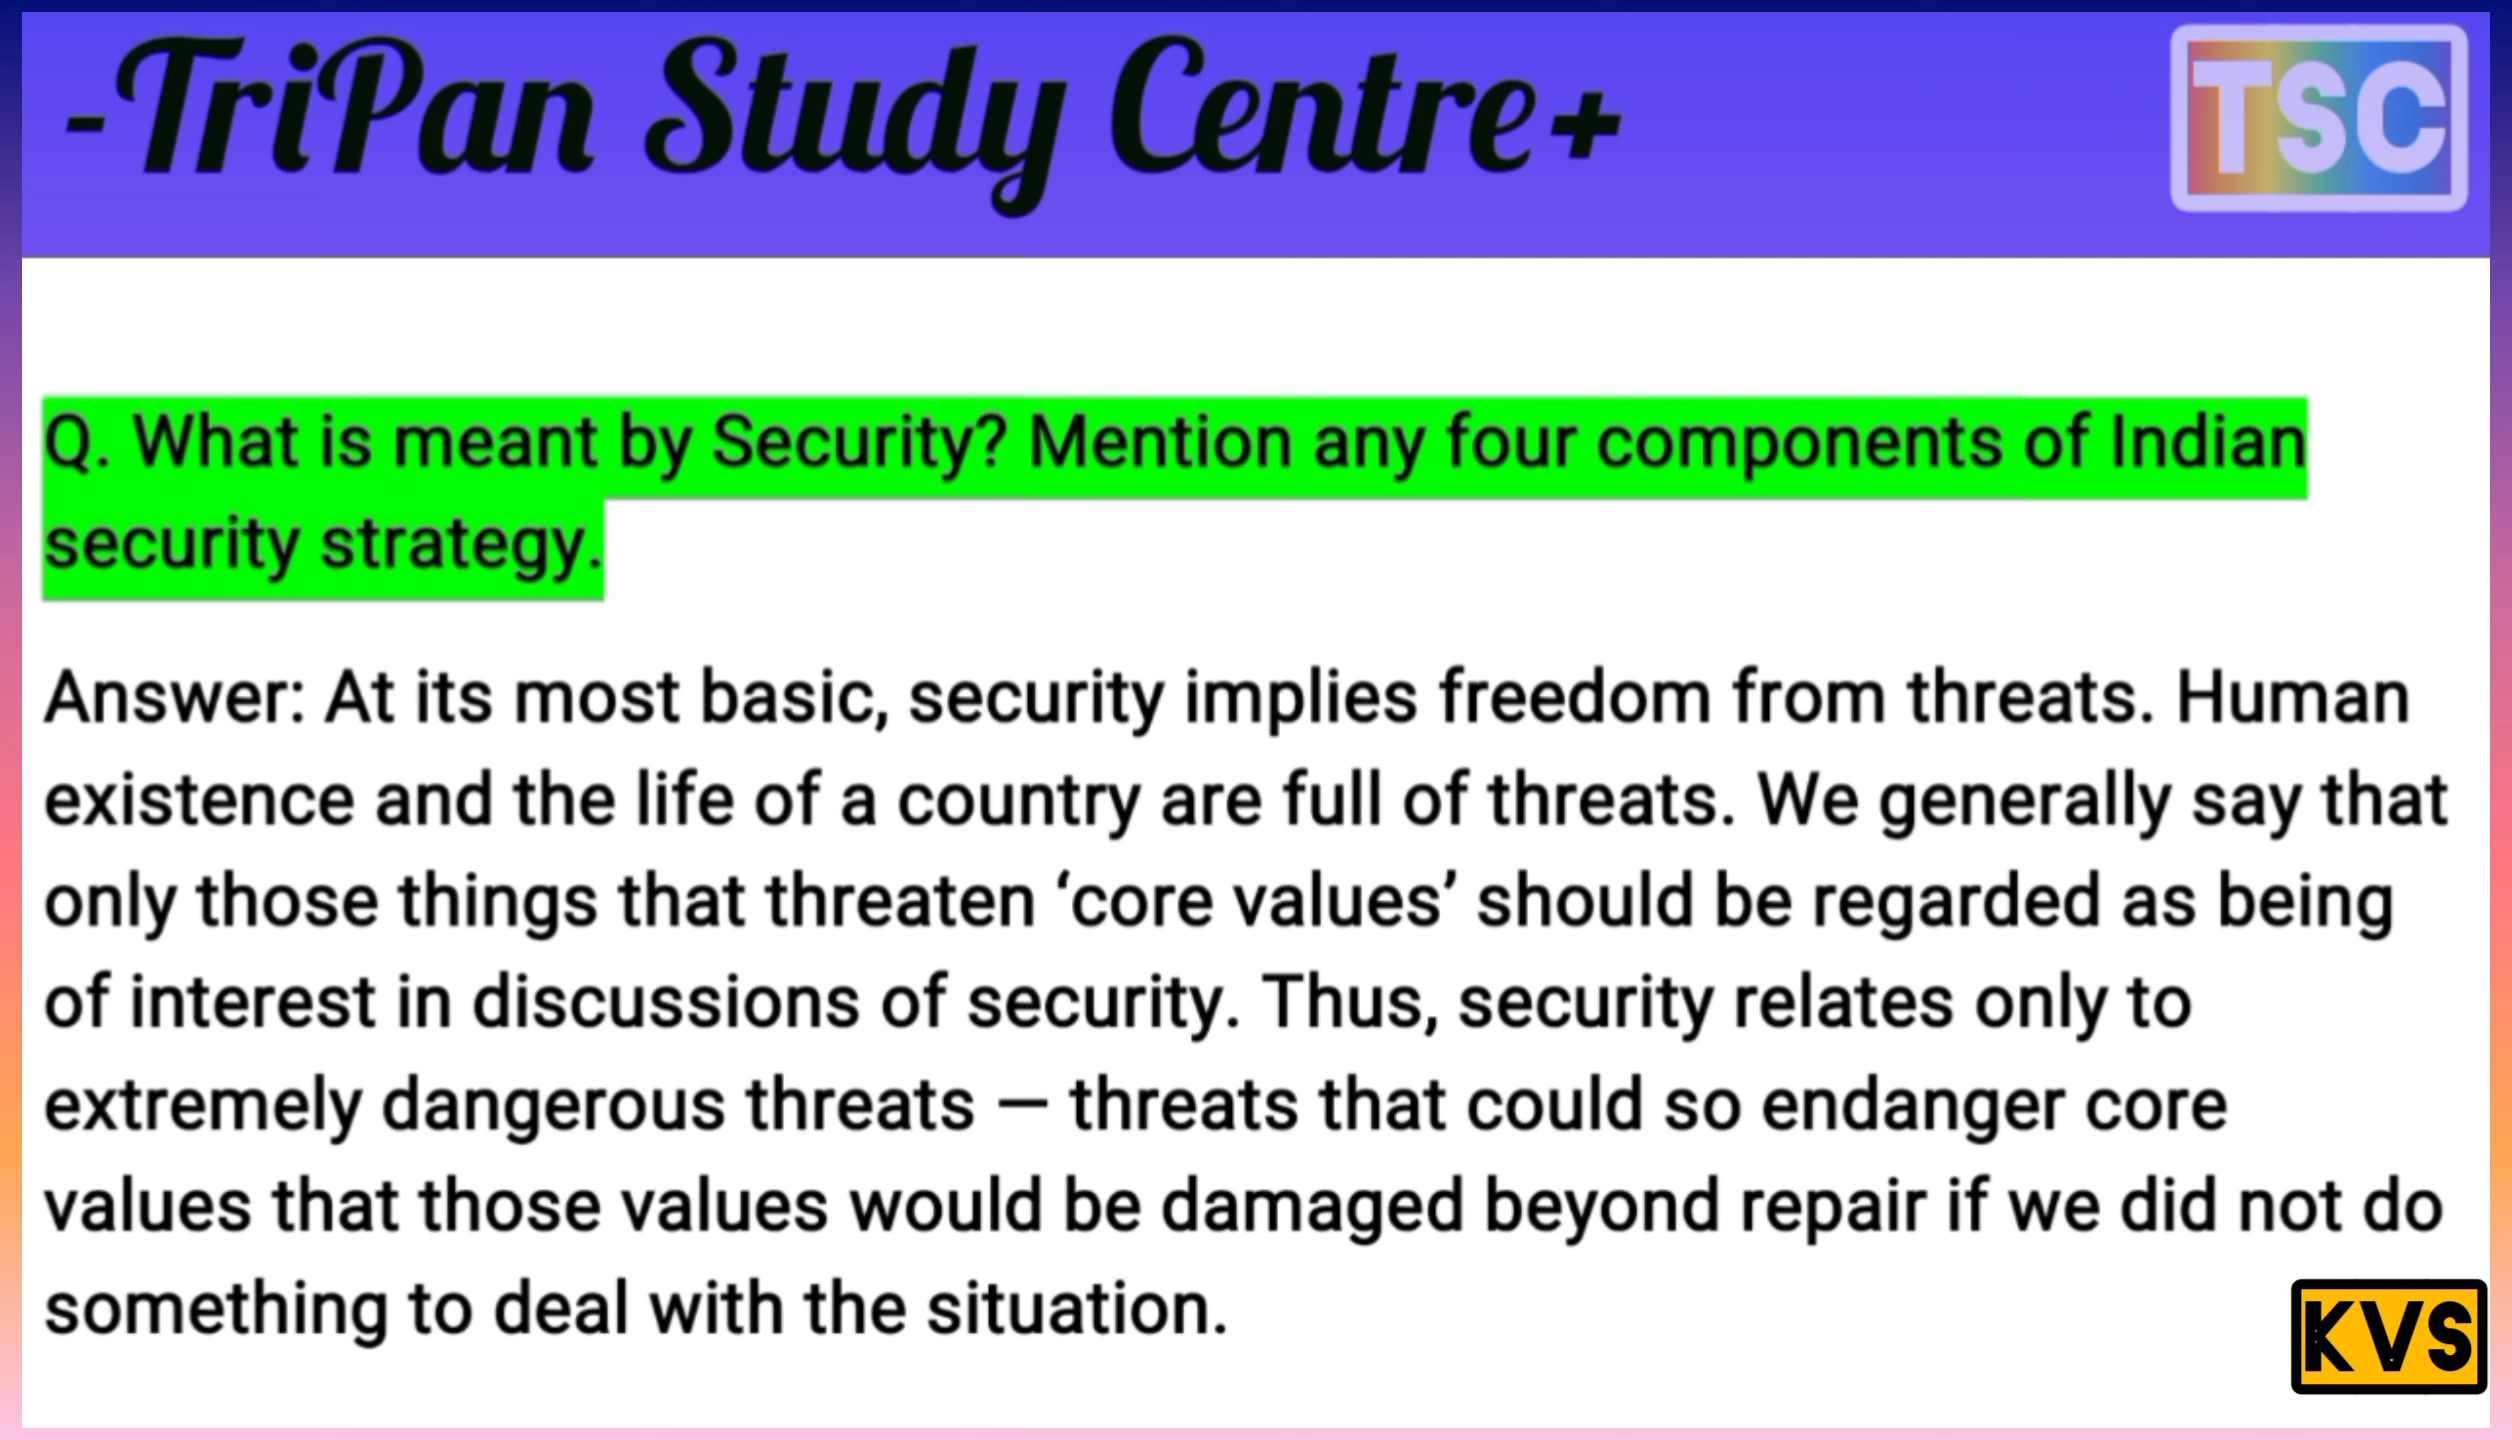 -TriPan Study Centre+
TSC
Q. What is meant by Security? Mention any four components of Indian
security strategy.
Answer: At its most basic, security implies freedom from threats. Human
existence and the life of a country are full of threats. We generally say that
only those things that threaten ‘core values’ should be regarded as being
of interest in discussions of security. Thus, security relates only to
extremely dangerous threats — threats that could so endanger core
values that those values would be damaged beyond repair if we did not do
something to deal with the situation.
KVS